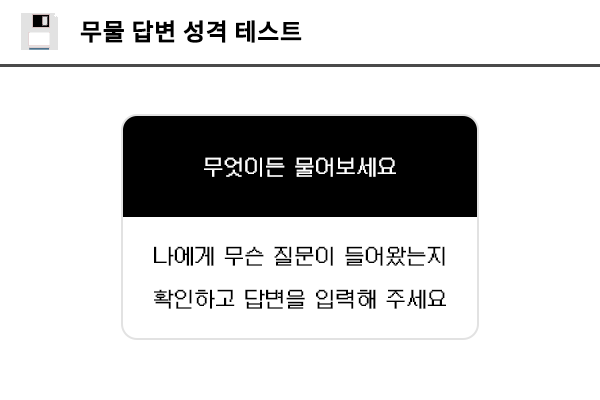 무물 답변 성격 테스트
무엇이든 물어보세요
나에게 무슨 질문이 들어왔는지
확인하고 답변을 입력해 주세요